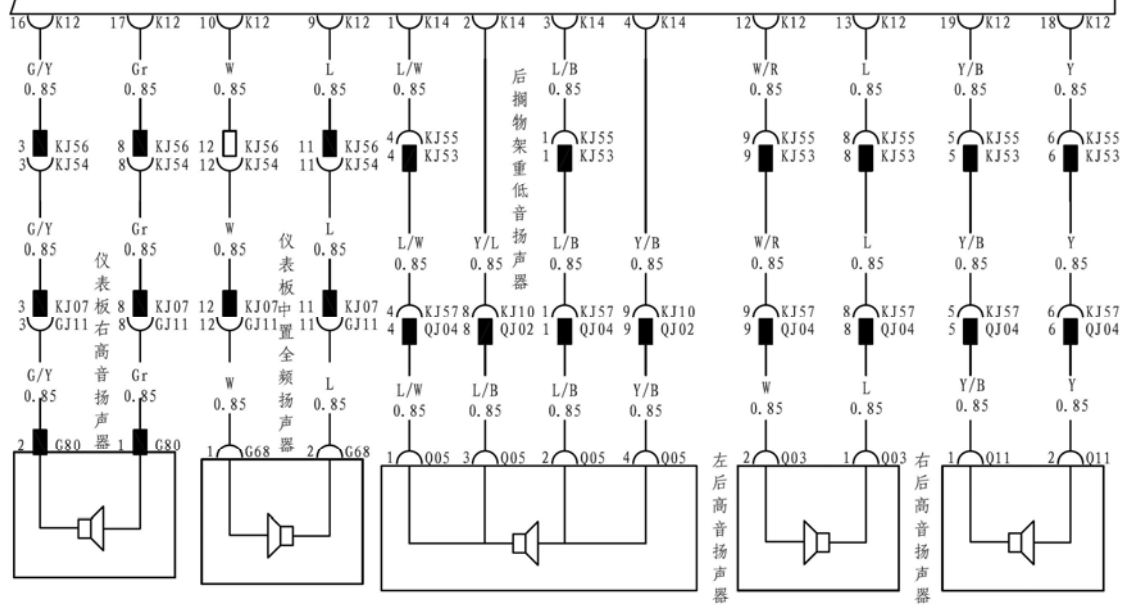 16 K12 17 K12 10 K12 9 K12 1 K14 2 K14 3 K14 4 K14 12 K12 13 K12 19 K12 18 K12
G/Y Gr W L L/W L/B W/R L Y/B Y
0.85 0.85 0.85 0.85 0.85 0.85 0.85 0.85 0.85 0.85
4 KJ55 1 KJ55 9 KJ55 8 KJ55 5 KJ55 6 KJ55
3 KJ56 8 KJ56 12 KJ56 11 KJ56 4 KJ53 1 KJ53 9 KJ53 8 KJ53 5 KJ53 6 KJ53
3 KJ54 8 KJ54 12 KJ54 11 KJ54
后搁物架重低音扬声器
G/Y Gr W L L/W Y/L L/B Y/B W/R L Y/B Y
0.85 0.85 0.85 0.85 0.85 0.85 0.85 0.85 0.85 0.85 0.85 0.85
仪表板右高音扬声器
仪表板中置全频扬声器
3 KJ07 8 KJ07 12 KJ07 11 KJ07 4 KJ57 8 KJ10 1 KJ57 9 KJ10 9 KJ57 8 KJ57 5 KJ57 6 KJ57
3 GJ11 8 GJ11 12 GJ11 11 GJ11 4 QJ04 8 QJ02 1 QJ04 9 QJ02 9 QJ04 8 QJ04 5 QJ04 6 QJ04
G/Y Gr W L L/W L/B L/B Y/B W L Y/B Y
0.85 0.85 0.85 0.85 0.85 0.85 0.85 0.85 0.85 0.85 0.85 0.85
2 G80 1 G80 1 G68 2 G68 1 Q05 3 Q05 2 Q05 4 Q05 2 Q03 1 Q03 1 Q11 2 Q11
左后高音扬声器
右后高音扬声器